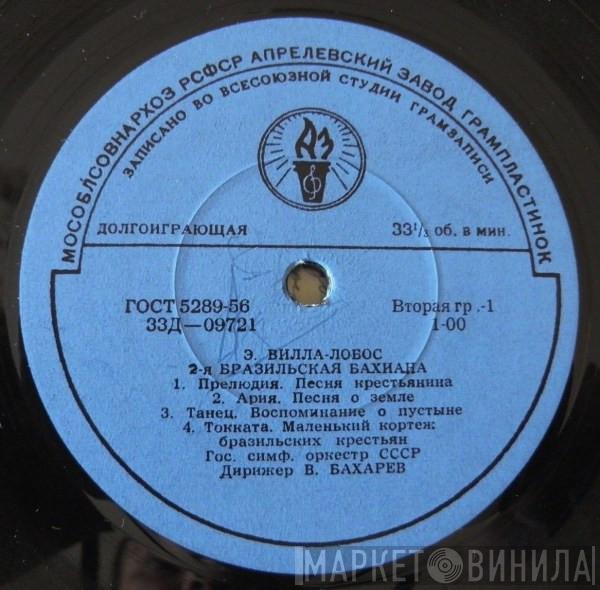 МОСОБЛСОВНАРХОЗ РСФСР АПРЕЛЕВСКИЙ ЗАВОД ГРАМПЛАСТИНОК
ЗАПИСАНО ВО ВСЕСОЮЗНОЙ СТУДИИ ГРАМЗАПИСИ
АЗ
ДОЛГОИГРАЮЩАЯ
33⅓ об. в мин.
ГОСТ 5289-56
Вторая гр.-1
33Д—09721
1-00
Э. ВИЛЛА-ЛОБОС
2-я БРАЗИЛЬСКАЯ БАХИАНА
1. Прелюдия. Песня крестьянина
2. Ария. Песня о земле
3. Танец. Воспоминание о пустыне
4. Токката. Маленький кортеж
бразильских крестьян
Гос. симф. оркестр СССР
Дирижер В. БАХАРЕВ
МАРКЕТ ВИНИЛА